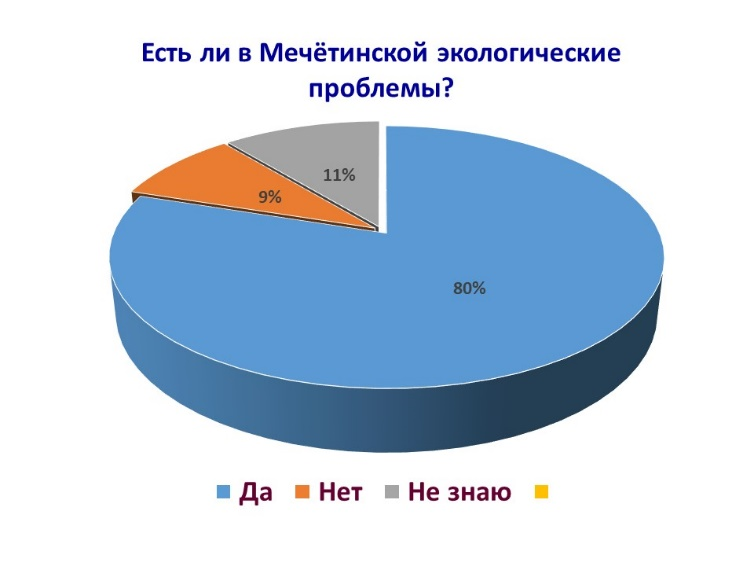 Есть ли в Мечётинской экологические
проблемы?
11%
9%
80%
Да Нет Не знаю